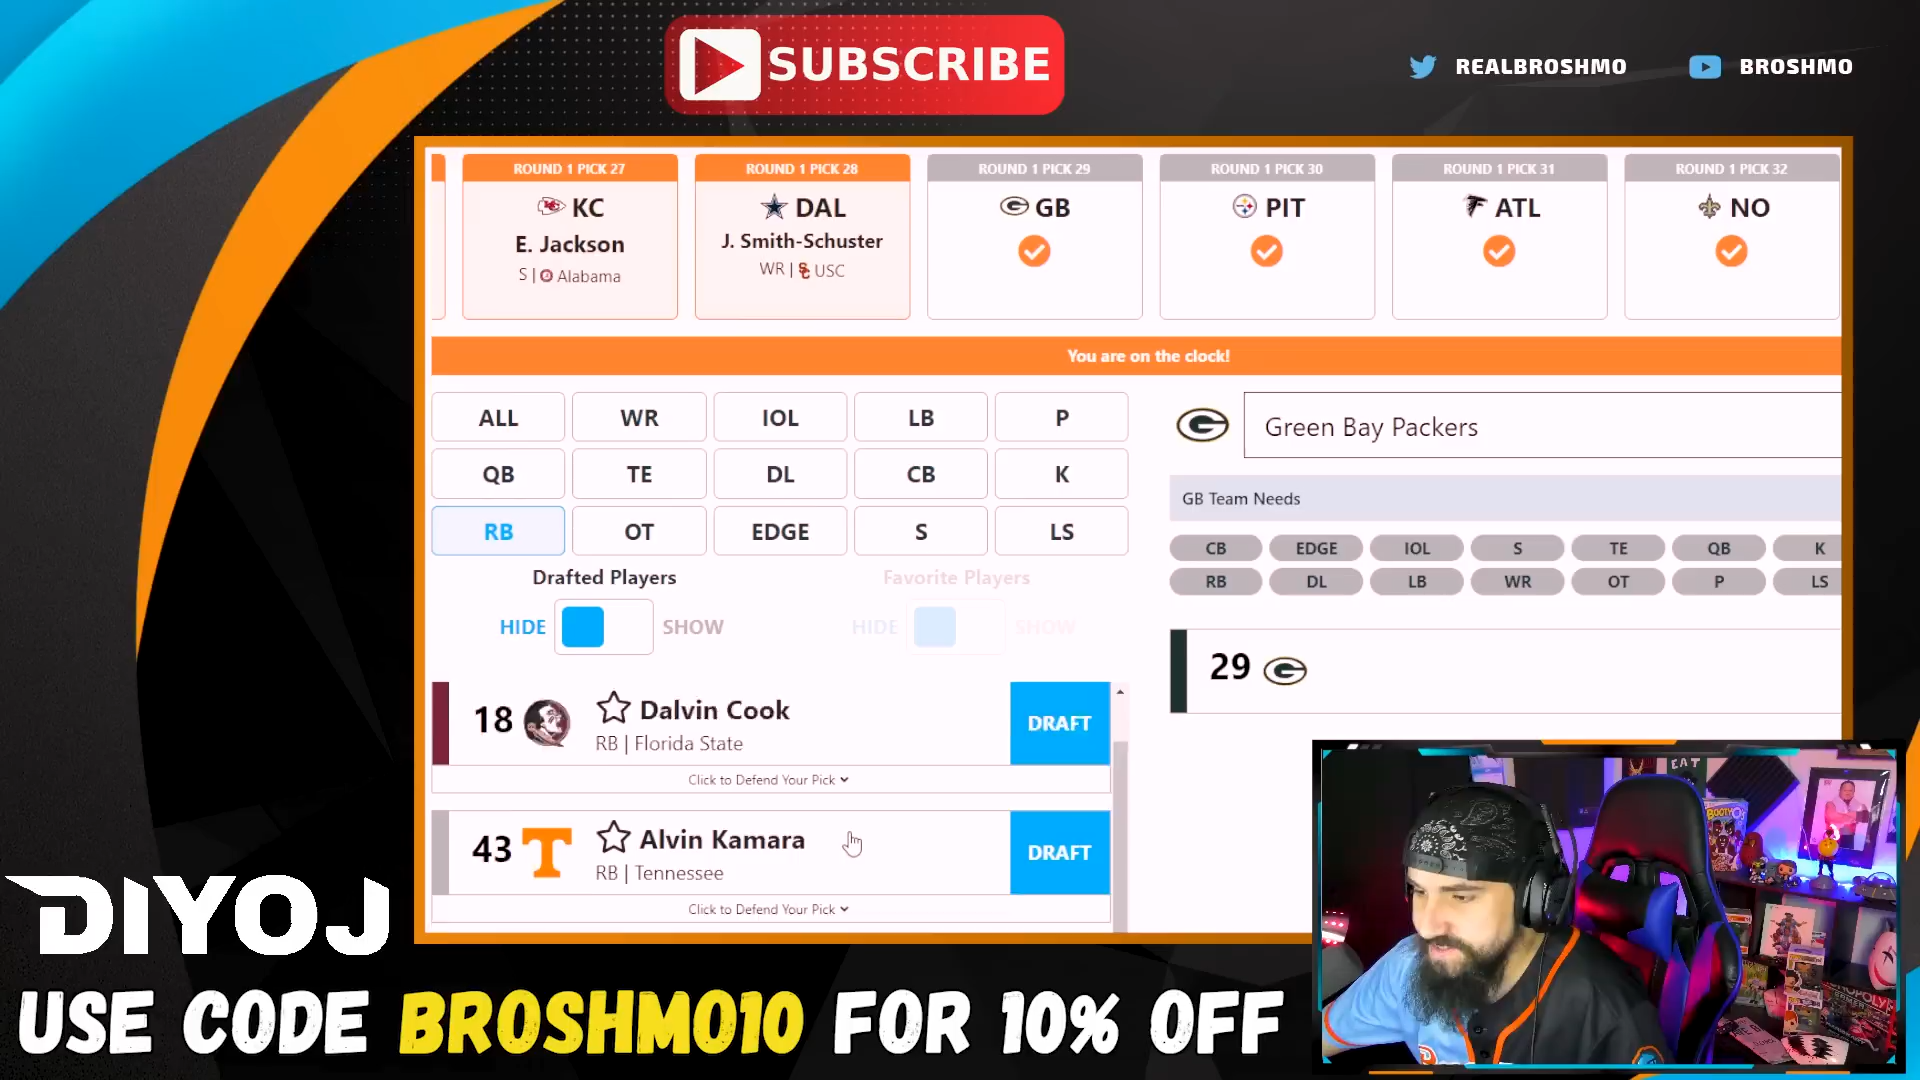 SUBSCRIBE
REALBROSHMO
BROSHMO
ROUND 1 PICK 27
KC
E. Jackson
S | Alabama
ROUND 1 PICK 28
DAL
J. Smith-Schuster
WR | USC
ROUND 1 PICK 29
GB
ROUND 1 PICK 30
PIT
ROUND 1 PICK 31
ATL
ROUND 1 PICK 32
NO
You are on the clock!
ALL WR IOL LB P
QB TE DL CB K
RB OT EDGE S LS
Drafted Players
HIDE SHOW
Favorite Players
HIDE SHOW
18 Dalvin Cook
RB | Florida State
DRAFT
Click to Defend Your Pick
43 Alvin Kamara
RB | Tennessee
DRAFT
Click to Defend Your Pick
Green Bay Packers
GB Team Needs
CB EDGE IOL S TE QB K
RB DL LB WR OT P LS
29
EAT
DIYOJ
USE CODE BROSHMO10 FOR 10% OFF